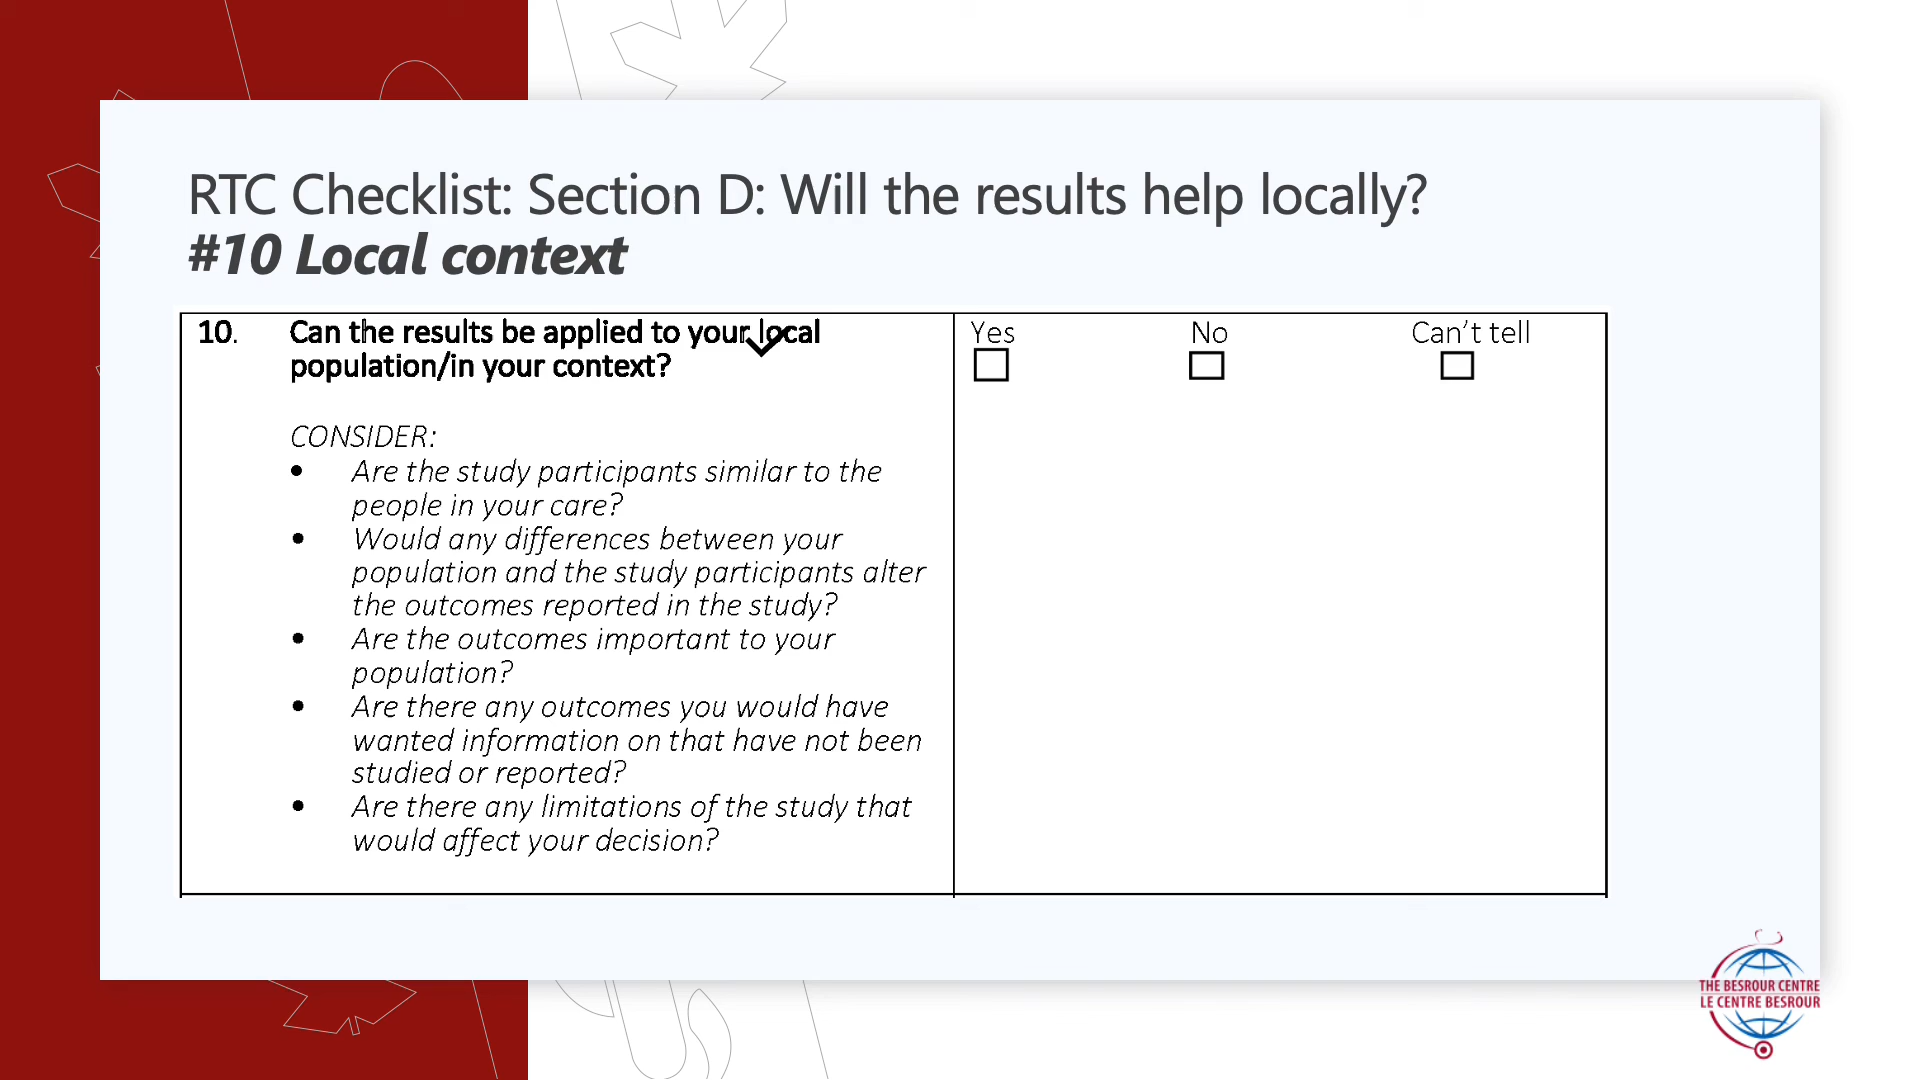 RTC Checklist: Section D: Will the results help locally?
#10 Local context
10. Can the results be applied to your local
population/in your context?
Yes No Can't tell
CONSIDER:
• Are the study participants similar to the
people in your care?
• Would any differences between your
population and the study participants alter
the outcomes reported in the study?
• Are the outcomes important to your
population?
• Are there any outcomes you would have
wanted information on that have not been
studied or reported?
• Are there any limitations of the study that
would affect your decision?
THE BESROUR CENTRE
LE CENTRE BESROUR